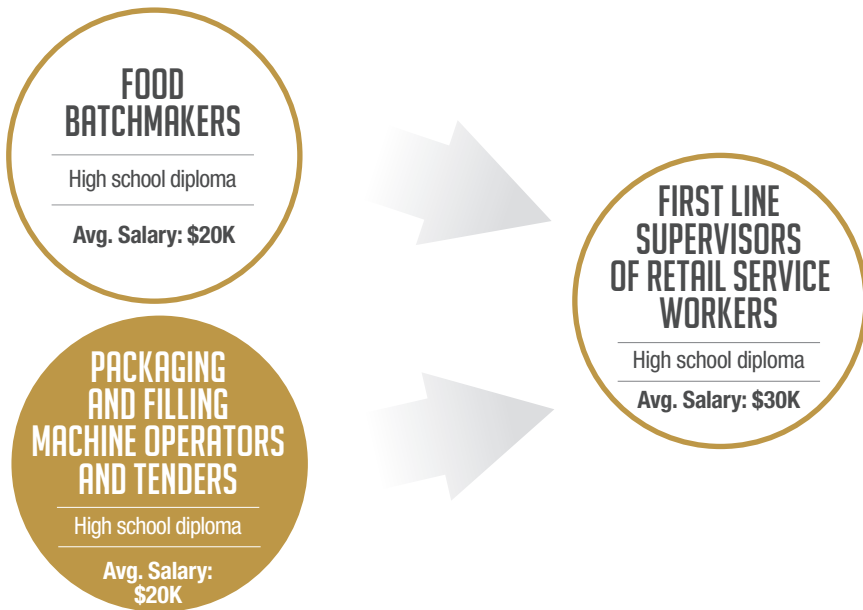 FOOD
BATCHMAKERS
High school diploma
Avg. Salary: $20K
PACKAGING
AND FILLING
MACHINE OPERATORS
AND TENDERS
High school diploma
Avg. Salary:
$20K
FIRST LINE
SUPERVISORS
OF RETAIL SERVICE
WORKERS
High school diploma
Avg. Salary: $30K